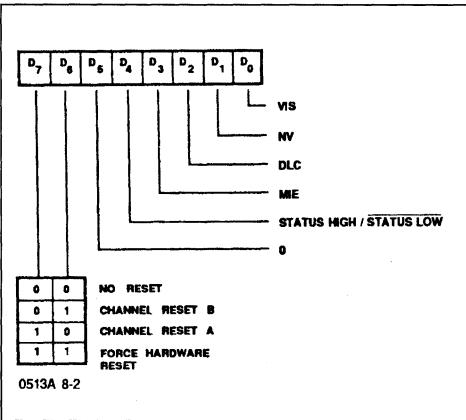 D7 D6 D5 D4 D3 D2 D1 D0
VIS
NV
DLC
MIE
STATUS HIGH / STATUS LOW
0
0 0 NO RESET
0 1 CHANNEL RESET B
1 0 CHANNEL RESET A
1 1 FORCE HARDWARE
RESET
0513A 8-2